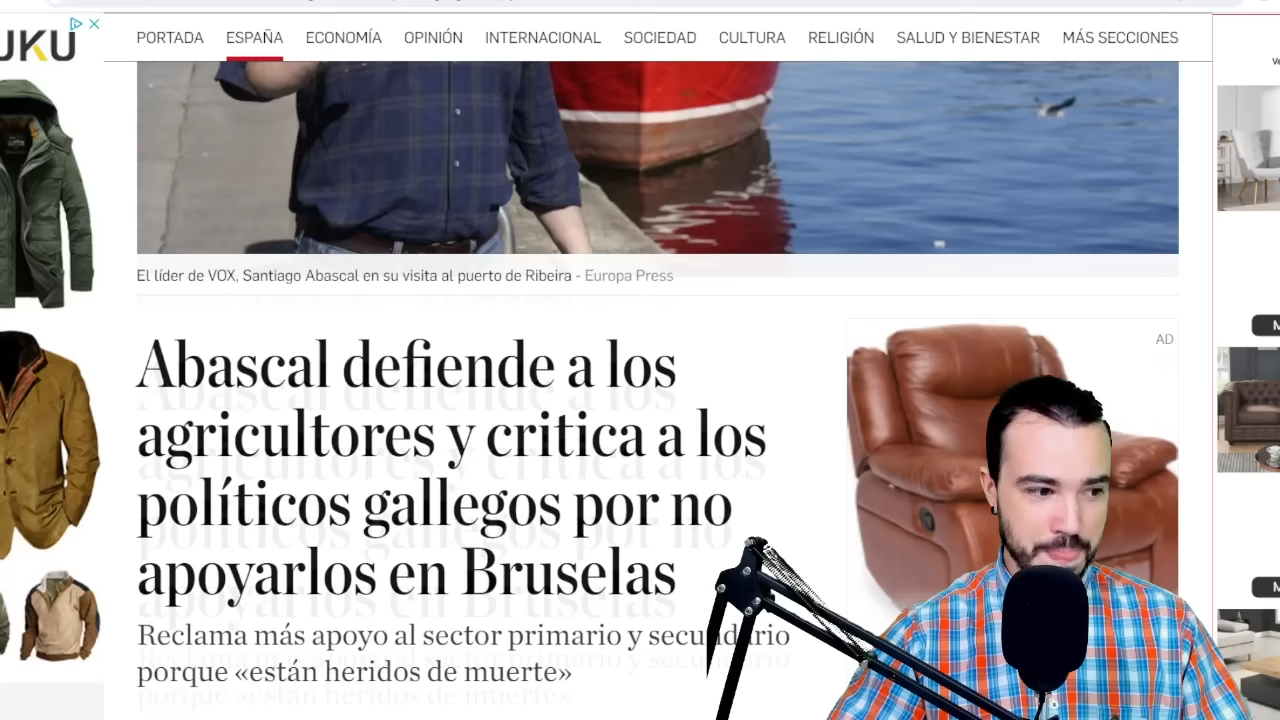 UKU
PORTADA ESPAÑA ECONOMÍA OPINIÓN INTERNACIONAL SOCIEDAD CULTURA RELIGIÓN SALUD Y BIENESTAR MÁS SECCIONES
El líder de VOX, Santiago Abascal en su visita al puerto de Ribeira - Europa Press
AD
Abascal defiende a los
agricultores y critica a los
políticos gallegos por no
apoyarlos en Bruselas
Reclama más apoyo al sector primario y secundario
porque «están heridos de muerte»